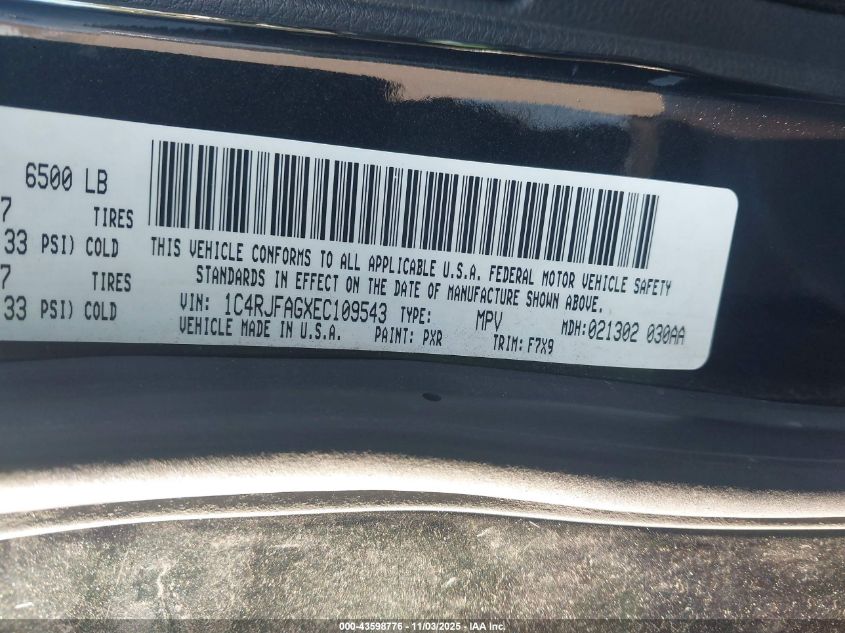 6500 LB
7 TIRES
33 PSI) COLD
7 TIRES
33 PSI) COLD
THIS VEHICLE CONFORMS TO ALL APPLICABLE U.S.A. FEDERAL MOTOR VEHICLE SAFETY
STANDARDS IN EFFECT ON THE DATE OF MANUFACTURE SHOWN ABOVE.
VIN: 1C4RJFAGXEC109543 TYPE: MPV MDH:021302 030AA
VEHICLE MADE IN U.S.A. PAINT: PXR TRIM: F7X9
000-43598776 - 11/03/2025 - IAA Inc.